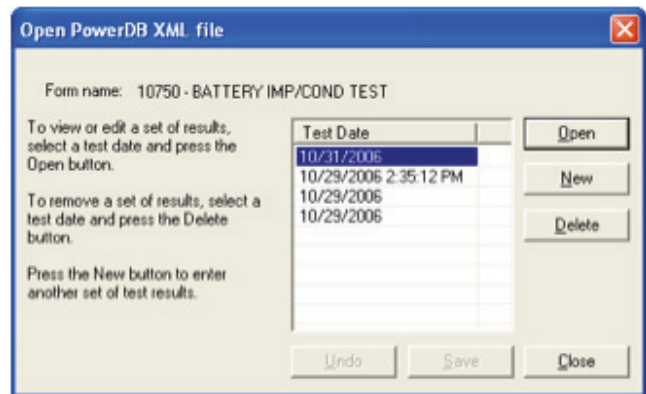 Open PowerDB XML file
Form name: 10750 - BATTERY IMP/COND TEST
To view or edit a set of results,
select a test date and press the
Open button.
To remove a set of results, select a
test date and press the Delete
button.
Press the New button to enter
another set of test results.
Test Date
10/31/2006
10/29/2006 2:35:12 PM
10/29/2006
10/29/2006
Open
New
Delete
Undo
Save
Close